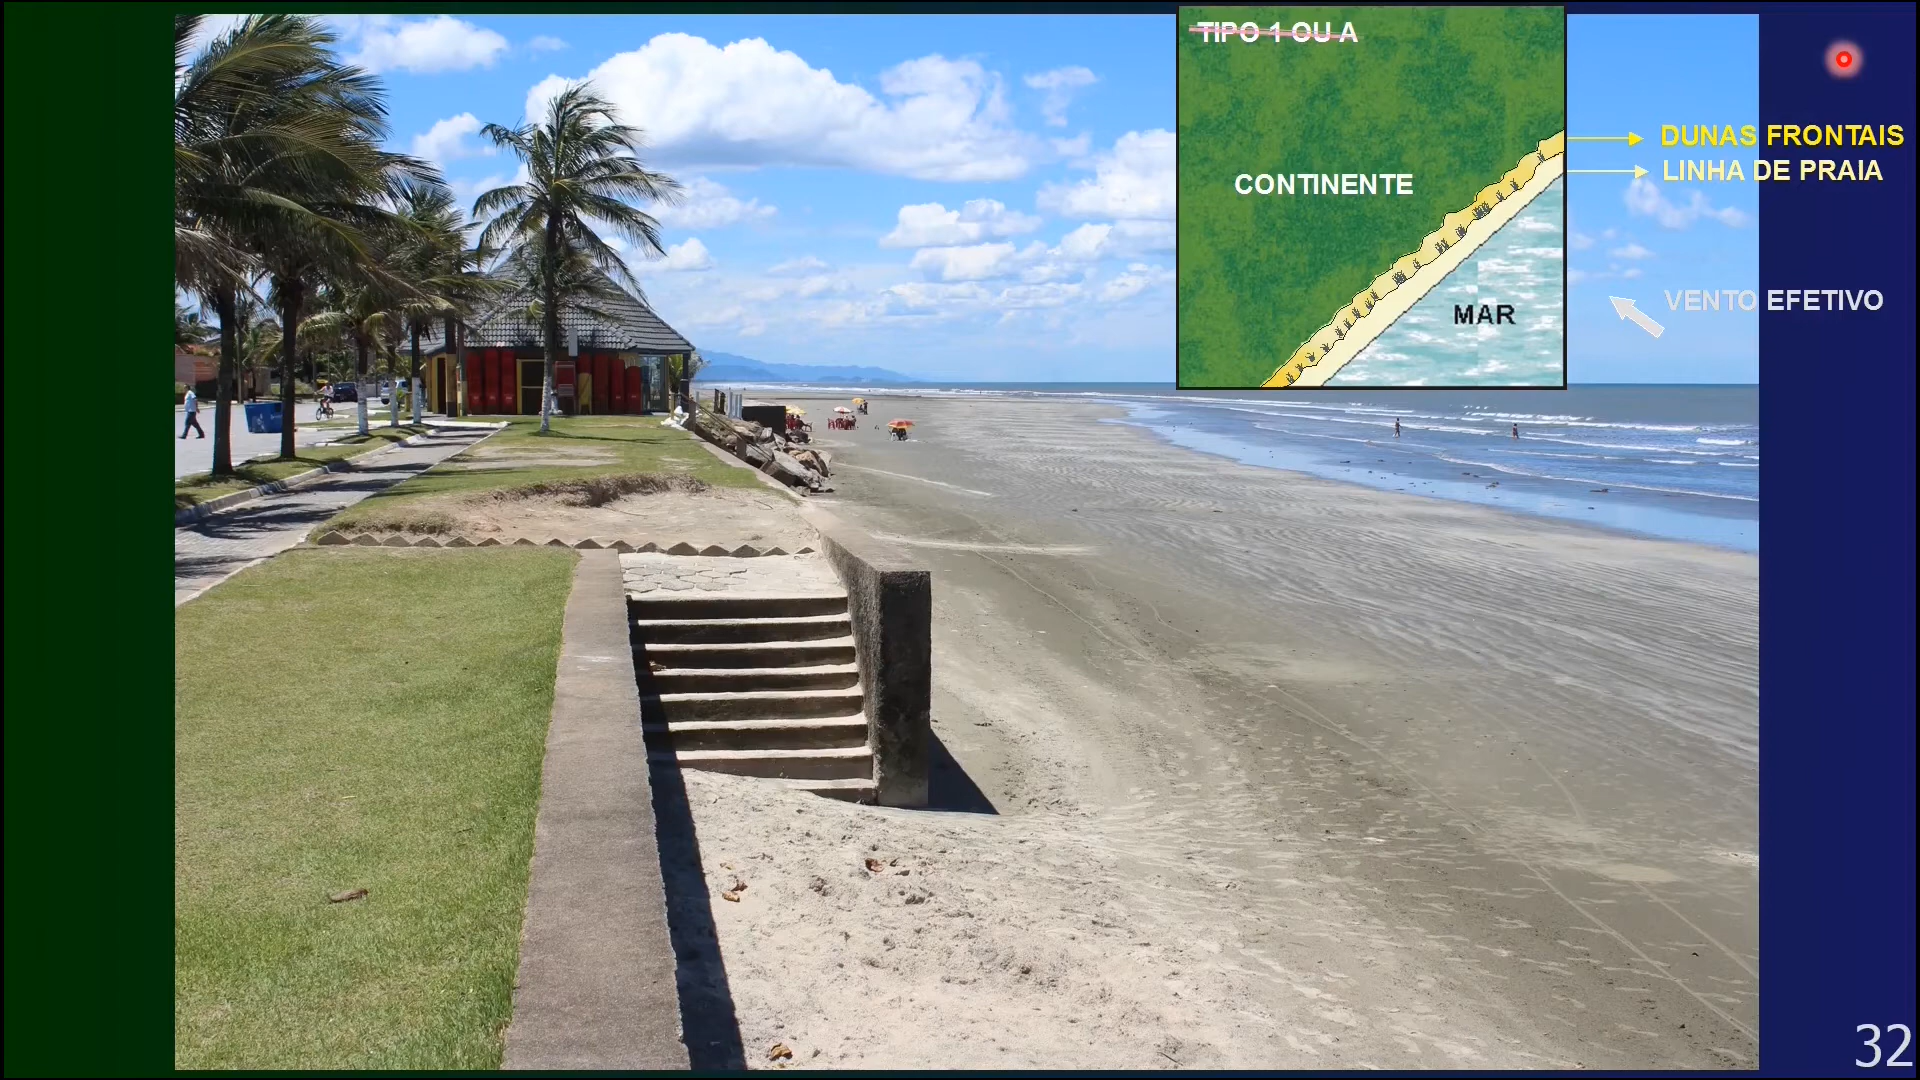 TIPO 1 OU A
DUNAS FRONTAIS
LINHA DE PRAIA
CONTINENTE
VENTO EFETIVO
MAR
32